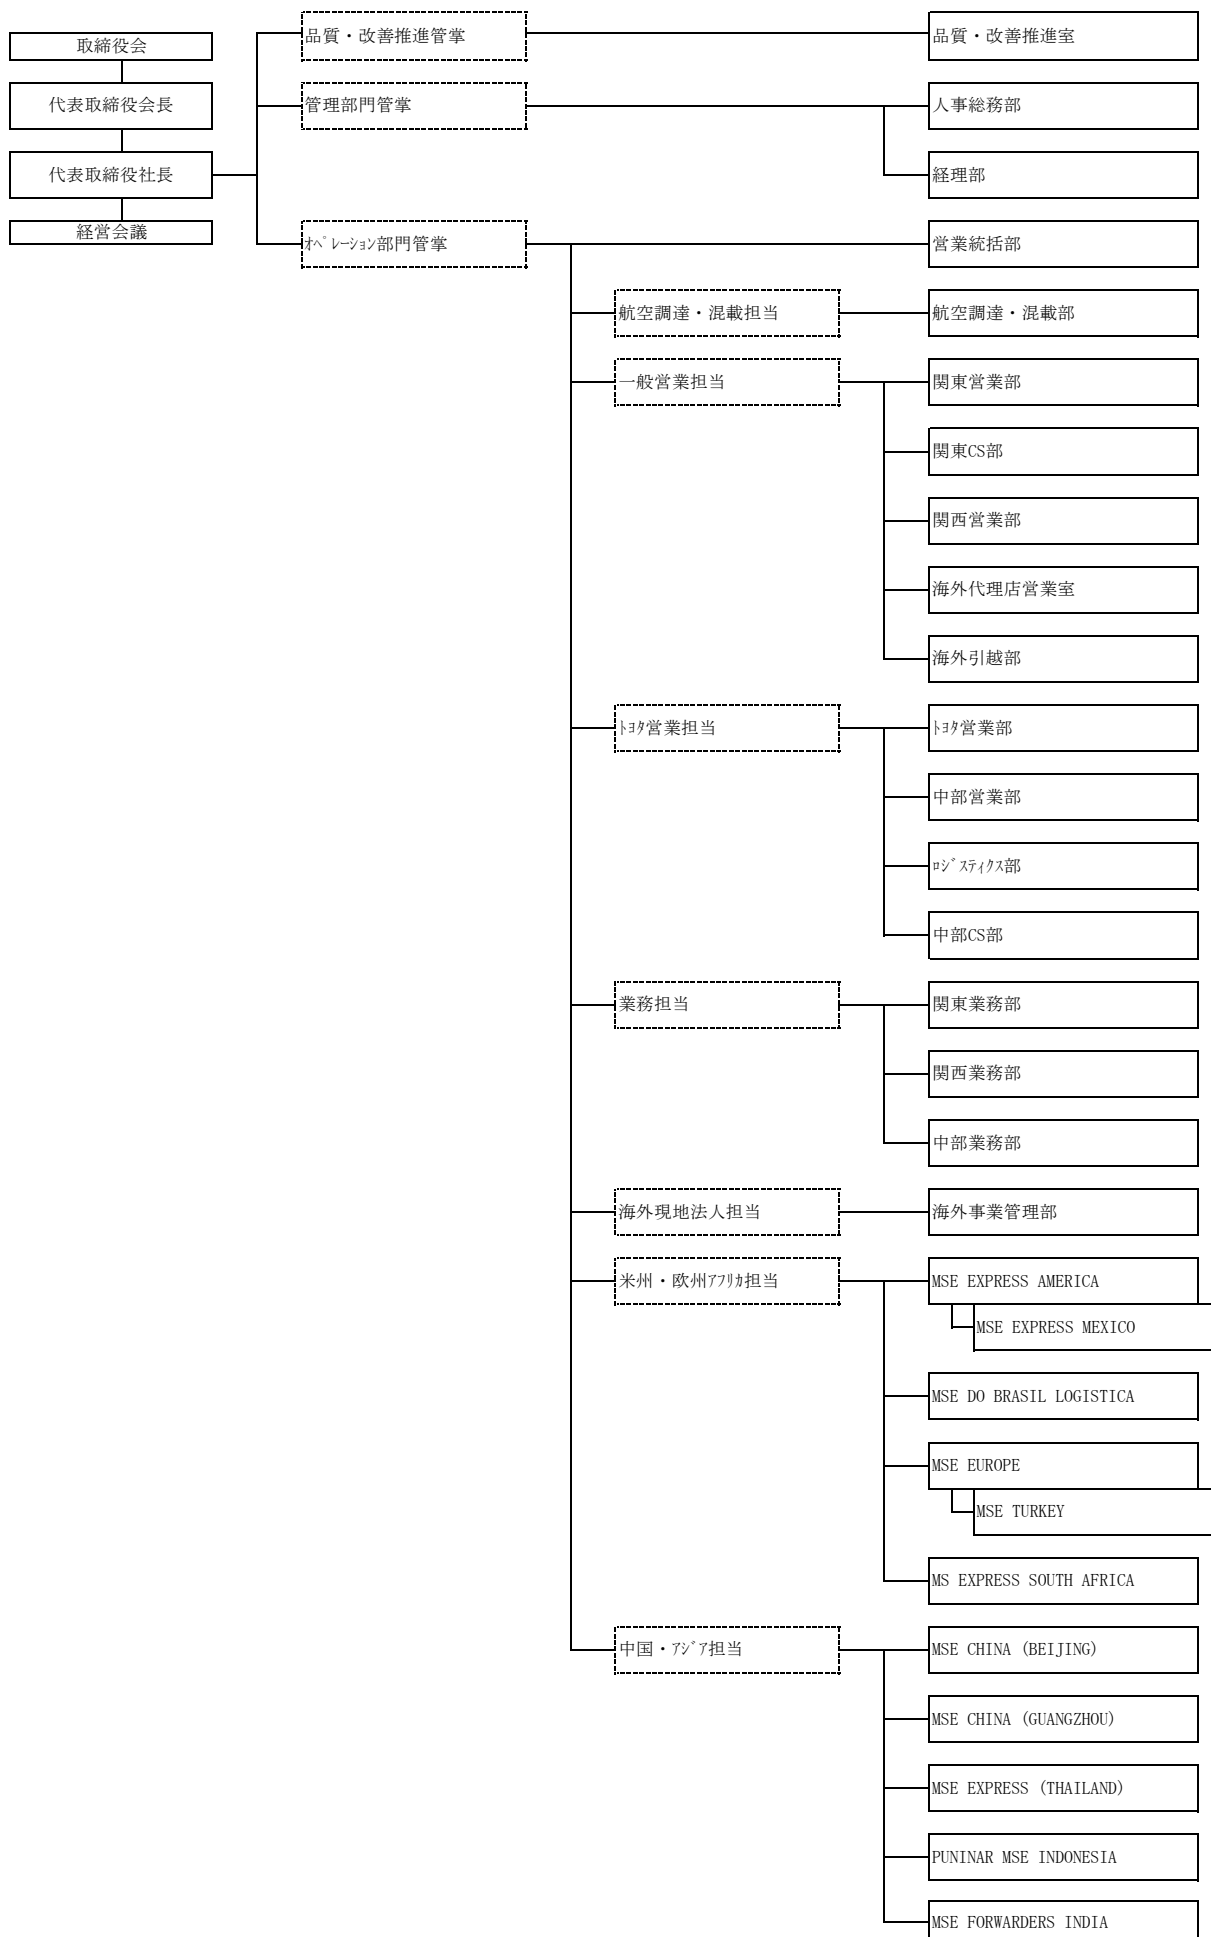 取締役会
代表取締役会長
代表取締役社長
経営会議
品質・改善推進管掌
品質・改善推進室
管理部門管掌
人事総務部
経理部
ｵﾍﾟﾚｰｼｮﾝ部門管掌
営業統括部
航空調達・混載担当
航空調達・混載部
一般営業担当
関東営業部
関東CS部
関西営業部
海外代理店営業室
海外引越部
ﾄﾖﾀ営業担当
ﾄﾖﾀ営業部
中部営業部
ﾛｼﾞｽﾃｨｸｽ部
中部CS部
業務担当
関東業務部
関西業務部
中部業務部
海外現地法人担当
海外事業管理部
米州・欧州ｱﾌﾘｶ担当
MSE EXPRESS AMERICA
MSE EXPRESS MEXICO
MSE DO BRASIL LOGISTICA
MSE EUROPE
MSE TURKEY
MS EXPRESS SOUTH AFRICA
中国・ｱｼﾞｱ担当
MSE CHINA (BEIJING)
MSE CHINA (GUANGZHOU)
MSE EXPRESS (THAILAND)
PUNINAR MSE INDONESIA
MSE FORWARDERS INDIA